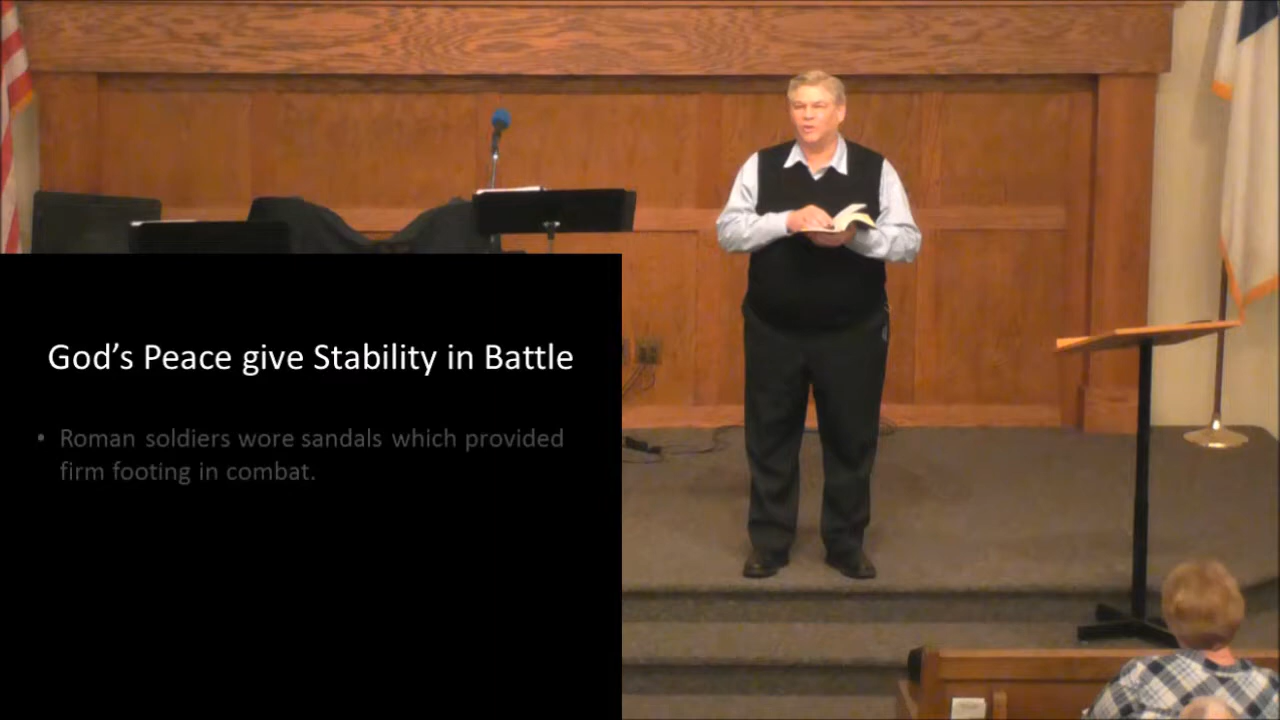 God's Peace give Stability in Battle
• Roman soldiers wore sandals which provided
firm footing in combat.